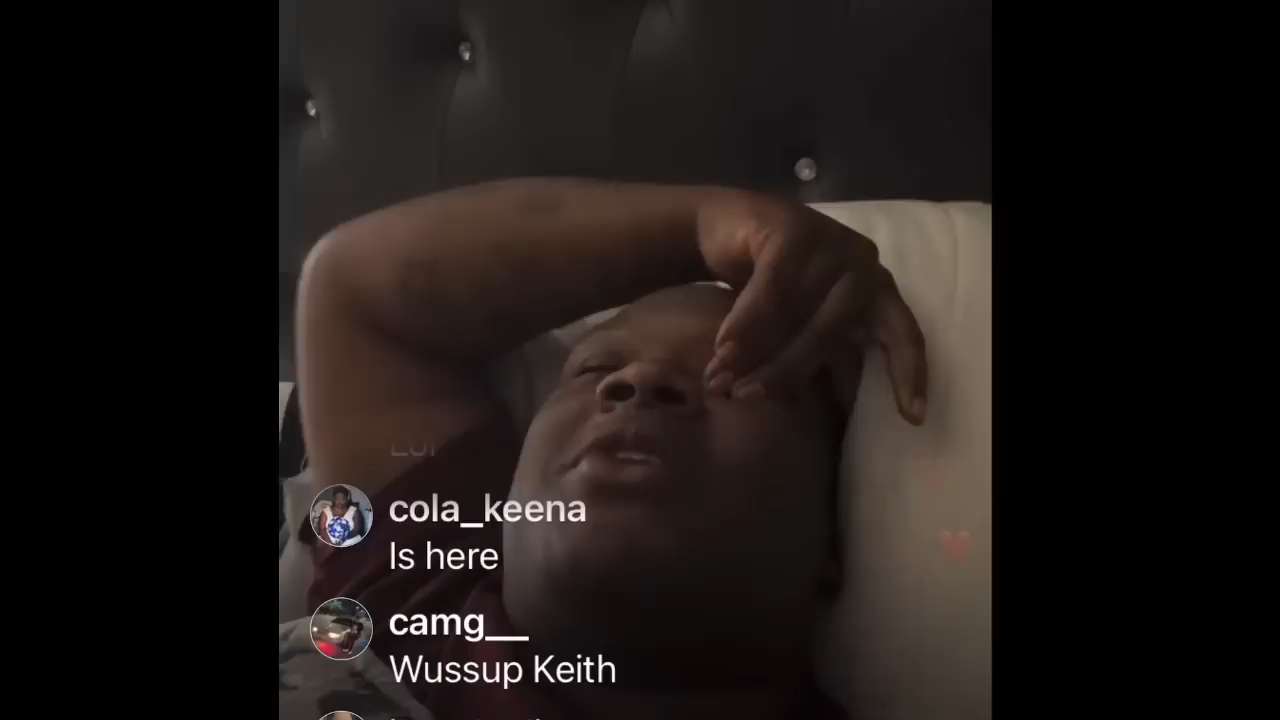 cola_keena
Is here
camg__
Wussup Keith